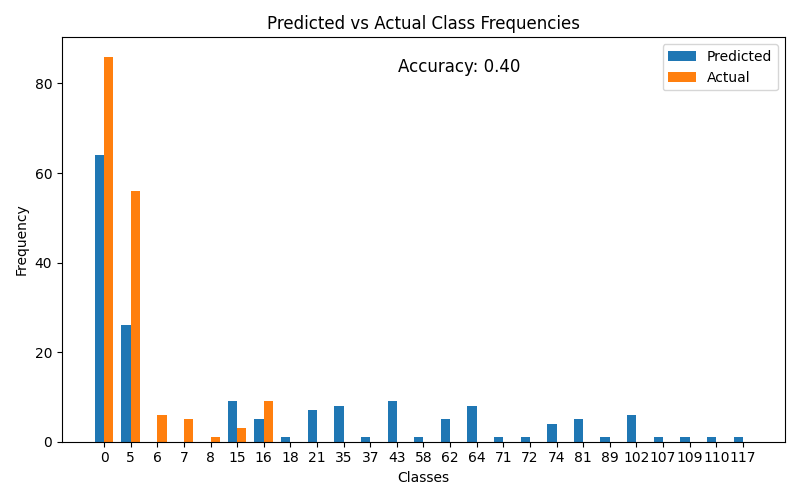 Predicted vs Actual Class Frequencies
Accuracy: 0.40
Predicted
Actual
Frequency
80
60
40
20
0
0 5 6 7 8 15 16 18 21 35 37 43 58 62 64 71 72 74 81 89 102 107 109 110 117
Classes